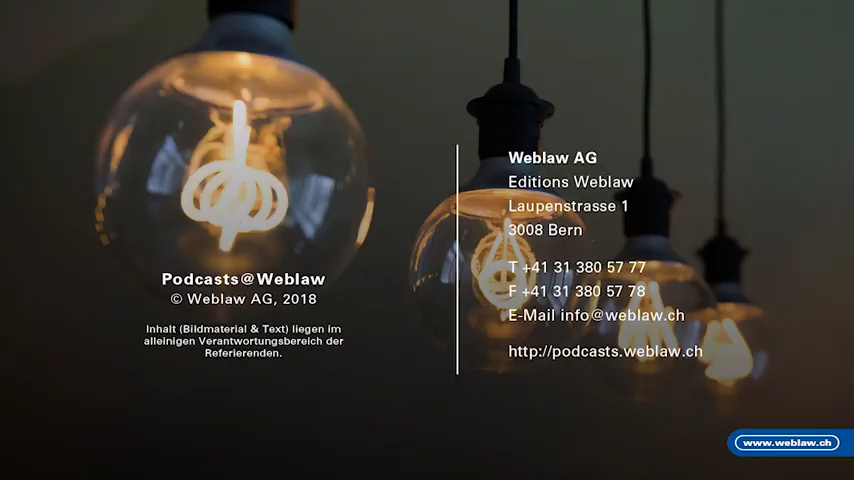 Podcasts@Weblaw
© Weblaw AG, 2018
Inhalt (Bildmaterial & Text) liegen im
alleinigen Verantwortungsbereich der
Referierenden.
Weblaw AG
Editions Weblaw
Laupenstrasse 1
3008 Bern
T +41 31 380 57 77
F +41 31 380 57 78
E-Mail info@weblaw.ch
http://podcasts.weblaw.ch
www.weblaw.ch